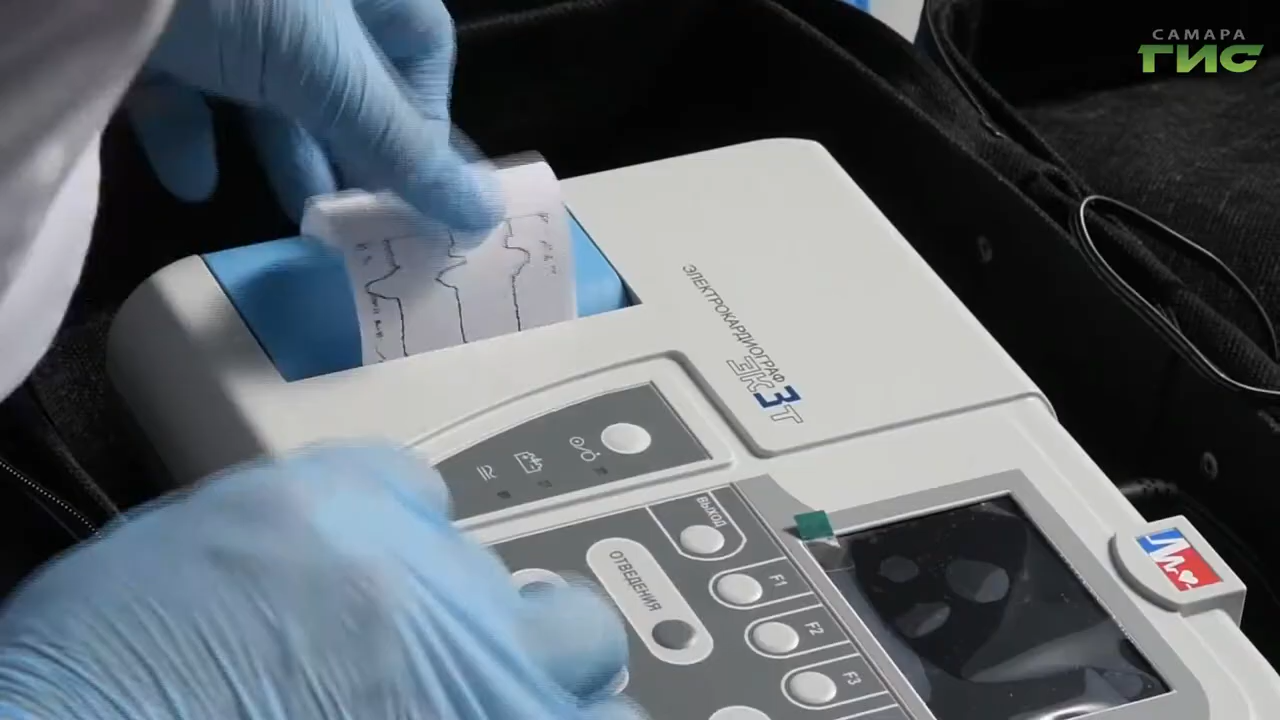 САМАРА
ГИС
ЭЛЕКТРОКАРДИОГРАФ
ЭК3Т
ВЫХОД
ОТВЕДЕНИЯ
F1
F2
F3